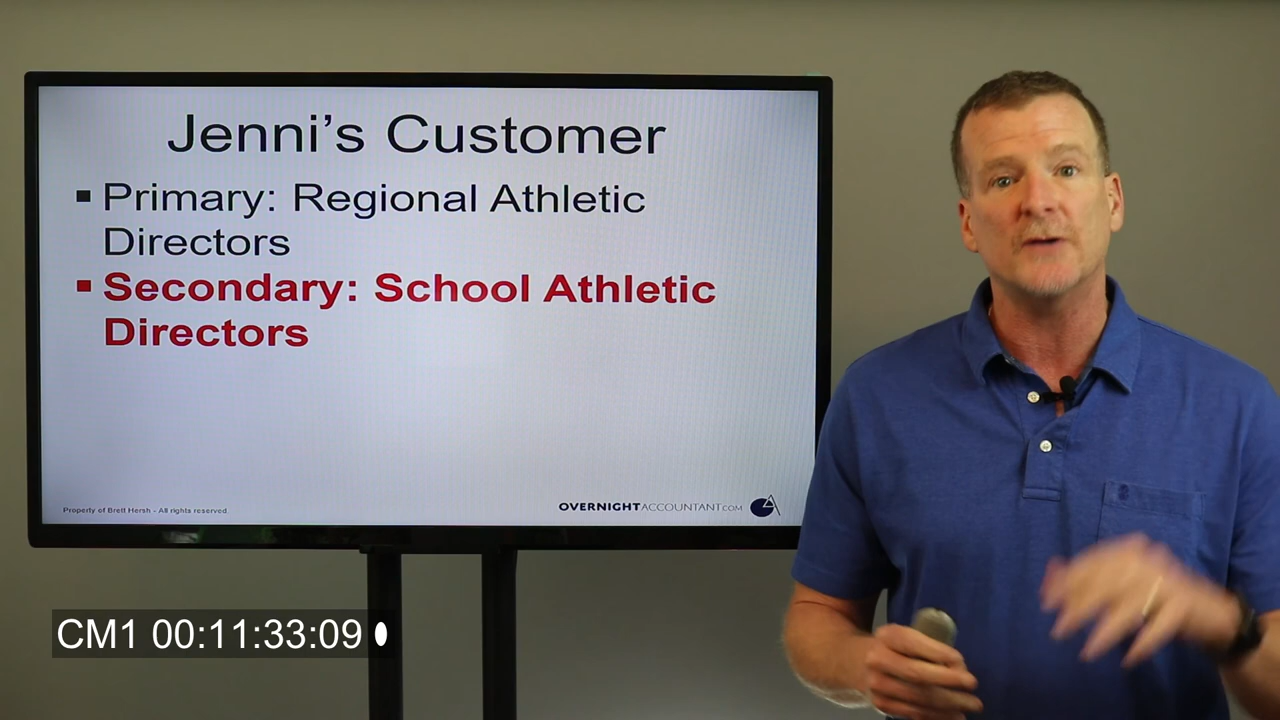 Jenni's Customer
▪ Primary: Regional Athletic
Directors
▪ Secondary: School Athletic
Directors
Property of Brett Hersh - All rights reserved
OVERNIGHTACCOUNTANT.COM
CM1 00:11:33:09